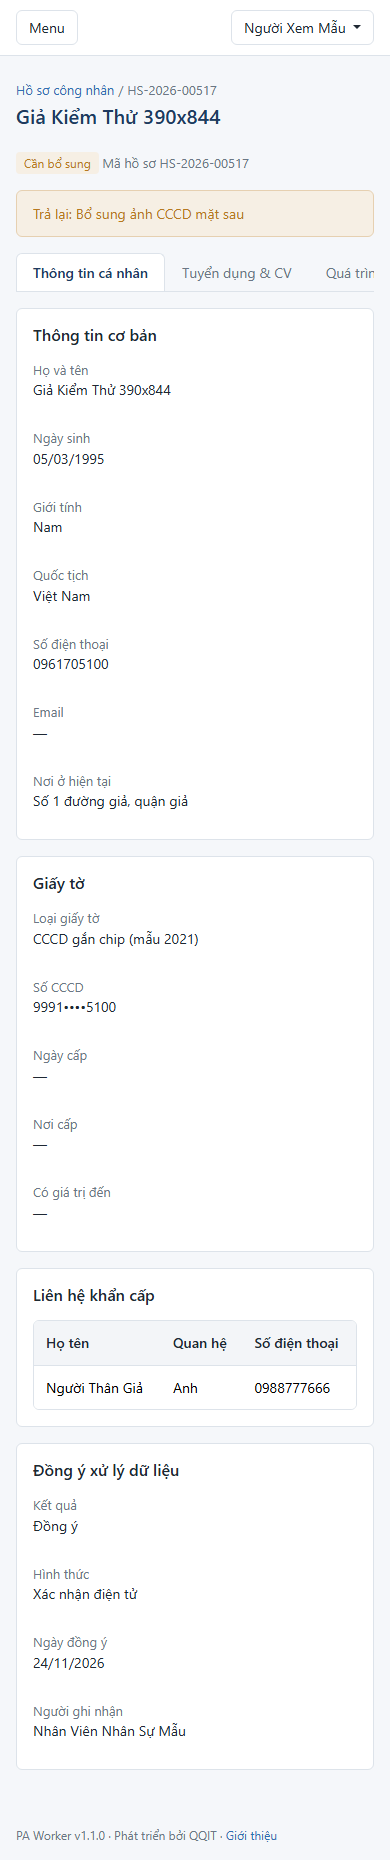 Menu
Người Xem Mẫu
Hồ sơ công nhân / HS-2026-00517
Giả Kiểm Thử 390x844
Cần bổ sung Mã hồ sơ HS-2026-00517
Trả lại: Bổ sung ảnh CCCD mặt sau
Thông tin cá nhân Tuyển dụng & CV Quá trìn
Thông tin cơ bản
Họ và tên
Giả Kiểm Thử 390x844
Ngày sinh
05/03/1995
Giới tính
Nam
Quốc tịch
Việt Nam
Số điện thoại
0961705100
Email
—
Nơi ở hiện tại
Số 1 đường giả, quận giả
Giấy tờ
Loại giấy tờ
CCCD gắn chip (mẫu 2021)
Số CCCD
9991••••5100
Ngày cấp
—
Nơi cấp
—
Có giá trị đến
—
Liên hệ khẩn cấp
Họ tên Quan hệ Số điện thoại
Người Thân Giả Anh 0988777666
Đồng ý xử lý dữ liệu
Kết quả
Đồng ý
Hình thức
Xác nhận điện tử
Ngày đồng ý
24/11/2026
Người ghi nhận
Nhân Viên Nhân Sự Mẫu
PA Worker v1.1.0 · Phát triển bởi QQIT · Giới thiệu